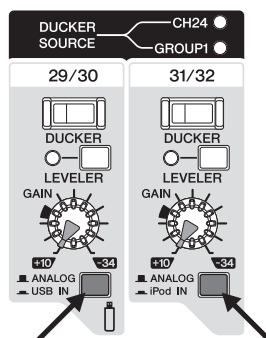 DUCKER SOURCE
CH24
GROUP1
29/30
31/32
DUCKER
DUCKER
LEVELER
LEVELER
GAIN
GAIN
+10
-34
+10
-34
ANALOG
USB IN
ANALOG
iPod IN